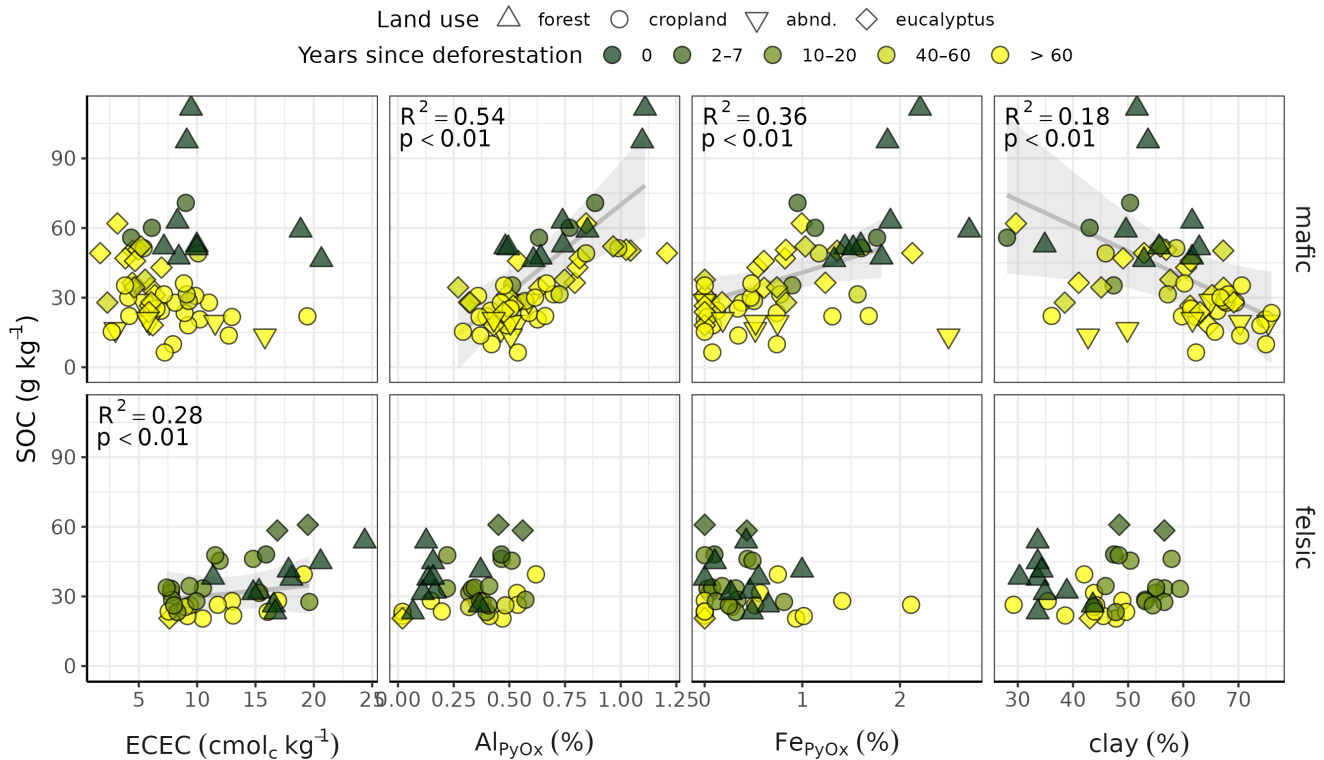 Land use forest cropland abnd. eucalyptus
Years since deforestation 0 2–7 10–20 40–60 > 60
R² = 0.54
p < 0.01
R² = 0.36
p < 0.01
R² = 0.18
p < 0.01
90
60
30
0
mafic
SOC (g kg⁻¹)
R² = 0.28
p < 0.01
90
60
30
0
felsic
5 10 15 20 25
0.00 0.25 0.50 0.75 1.00 1.25
0 1 2
30 40 50 60 70
ECEC (cmol_c kg⁻¹)
Al_PyOx (%)
Fe_PyOx (%)
clay (%)